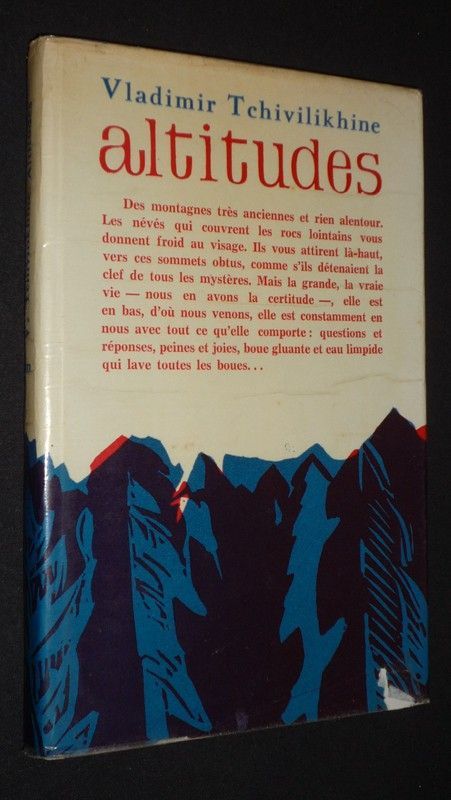 Vladimir Tchivilikhine
altitudes
Des montagnes très anciennes et rien alentour.
Les névés qui couvrent les rocs lointains vous
donnent froid au visage. Ils vous attirent là-haut,
vers ces sommets obtus, comme s'ils détenaient la
clef de tous les mystères. Mais la grande, la vraie
vie — nous en avons la certitude —, elle est
en bas, d'où nous venons, elle est constamment en
nous avec tout ce qu'elle comporte : questions et
réponses, peines et joies, boue gluante et eau limpide
qui lave toutes les boues...